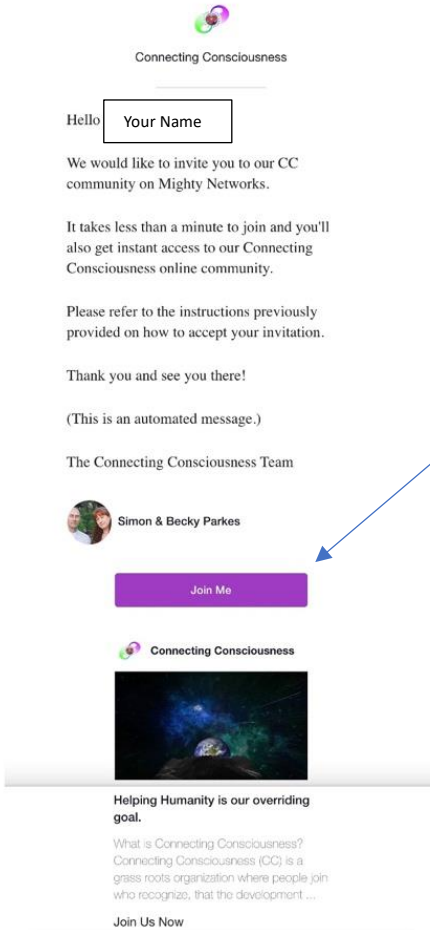 Connecting Consciousness
Hello Your Name
We would like to invite you to our CC
community on Mighty Networks.
It takes less than a minute to join and you'll
also get instant access to our Connecting
Consciousness online community.
Please refer to the instructions previously
provided on how to accept your invitation.
Thank you and see you there!
(This is an automated message.)
The Connecting Consciousness Team
Simon & Becky Parkes
Join Me
Connecting Consciousness
Helping Humanity is our overriding
goal.
What is Connecting Consciousness?
Connecting Consciousness (CC) is a
grass roots organization where people join
who recognize, that the development ...
Join Us Now